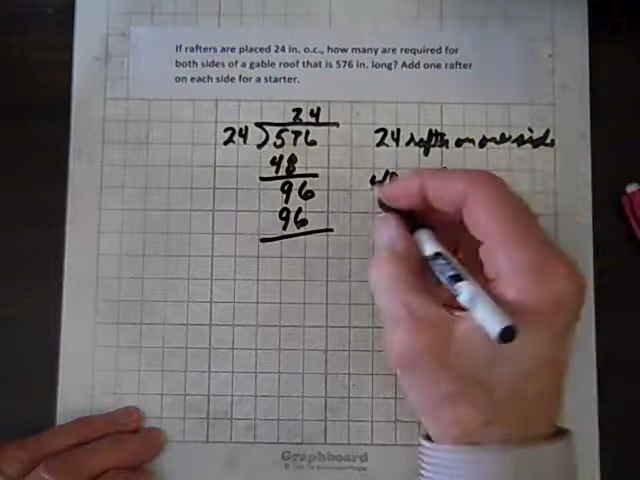 If rafters are placed 24 in. o.c., how many are required for
both sides of a gable roof that is 576 in. long? Add one rafter
on each side for a starter.
24
24 ) 576
24 rafters on one side
48
96
96
Graphboard